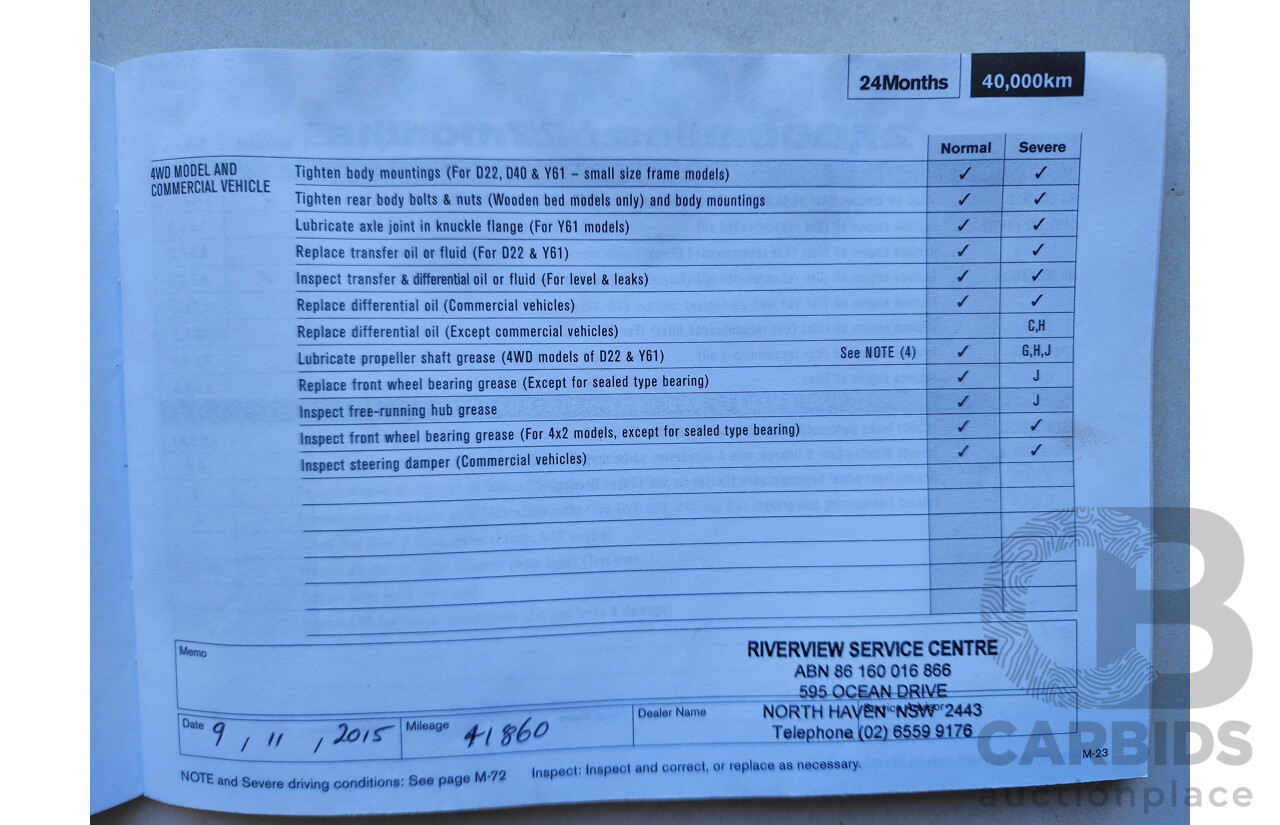 24Months 40,000km
Normal Severe
4WD MODEL AND
COMMERCIAL VEHICLE
Tighten body mountings (For D22, D40 & Y61 – small size frame models) ✓ ✓
Tighten rear body bolts & nuts (Wooden bed models only) and body mountings ✓ ✓
Lubricate axle joint in knuckle flange (For Y61 models) ✓ ✓
Replace transfer oil or fluid (For D22 & Y61) ✓ ✓
Inspect transfer & differential oil or fluid (For level & leaks) ✓ ✓
Replace differential oil (Commercial vehicles) ✓ ✓
Replace differential oil (Except commercial vehicles) C,H
Lubricate propeller shaft grease (4WD models of D22 & Y61) See NOTE (4) ✓ G,H,J
Replace front wheel bearing grease (Except for sealed type bearing) ✓ J
Inspect free-running hub grease ✓ J
Inspect front wheel bearing grease (For 4x2 models, except for sealed type bearing) ✓ ✓
Inspect steering damper (Commercial vehicles) ✓ ✓
Memo
RIVERVIEW SERVICE CENTRE
ABN 86 160 016 866
595 OCEAN DRIVE
NORTH HAVEN NSW 2443
Telephone (02) 6559 9176
Date 9 / 11 / 2015 Mileage 41860 Dealer Name Service Advisor
NOTE and Severe driving conditions: See page M-72 Inspect: Inspect and correct, or replace as necessary.
M-23
CB
CARBIDS
auctionplace